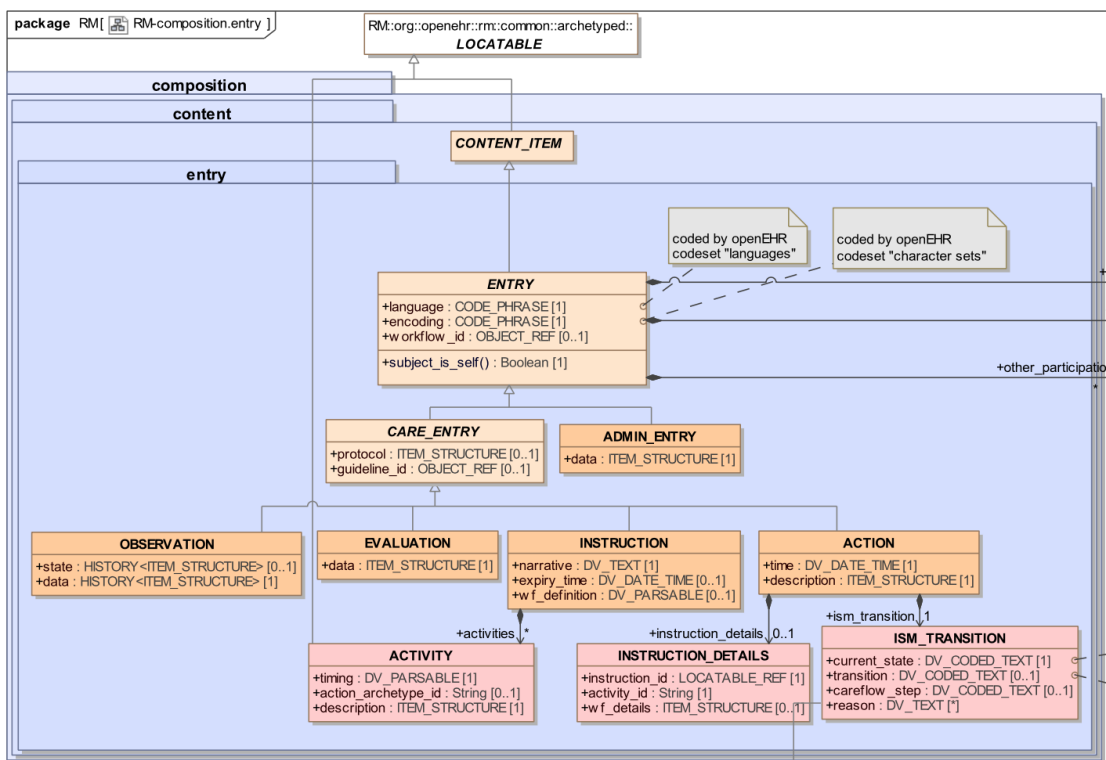 package RM[ RM-composition.entry ]
RM::org::openehr::rm::common::archetyped::
LOCATABLE
composition
content
CONTENT_ITEM
entry
coded by openEHR
codeset "languages"
coded by openEHR
codeset "character sets"
ENTRY
+language : CODE_PHRASE [1]
+encoding : CODE_PHRASE [1]
+workflow_id : OBJECT_REF [0..1]
+subject_is_self() : Boolean [1]
+
+other_participatio
*
CARE_ENTRY
+protocol : ITEM_STRUCTURE [0..1]
+guideline_id : OBJECT_REF [0..1]
ADMIN_ENTRY
+data : ITEM_STRUCTURE [1]
OBSERVATION
+state : HISTORY<ITEM_STRUCTURE> [0..1]
+data : HISTORY<ITEM_STRUCTURE> [1]
EVALUATION
+data : ITEM_STRUCTURE [1]
INSTRUCTION
+narrative : DV_TEXT [1]
+expiry_time : DV_DATE_TIME [0..1]
+wf_definition : DV_PARSABLE [0..1]
ACTION
+time : DV_DATE_TIME [1]
+description : ITEM_STRUCTURE [1]
+activities *
+instruction_details 0..1
+ism_transition 1
ACTIVITY
+timing : DV_PARSABLE [1]
+action_archetype_id : String [0..1]
+description : ITEM_STRUCTURE [1]
INSTRUCTION_DETAILS
+instruction_id : LOCATABLE_REF [1]
+activity_id : String [1]
+wf_details : ITEM_STRUCTURE [0..1]
ISM_TRANSITION
+current_state : DV_CODED_TEXT [1]
+transition : DV_CODED_TEXT [0..1]
+careflow_step : DV_CODED_TEXT [0..1]
+reason : DV_TEXT [*]